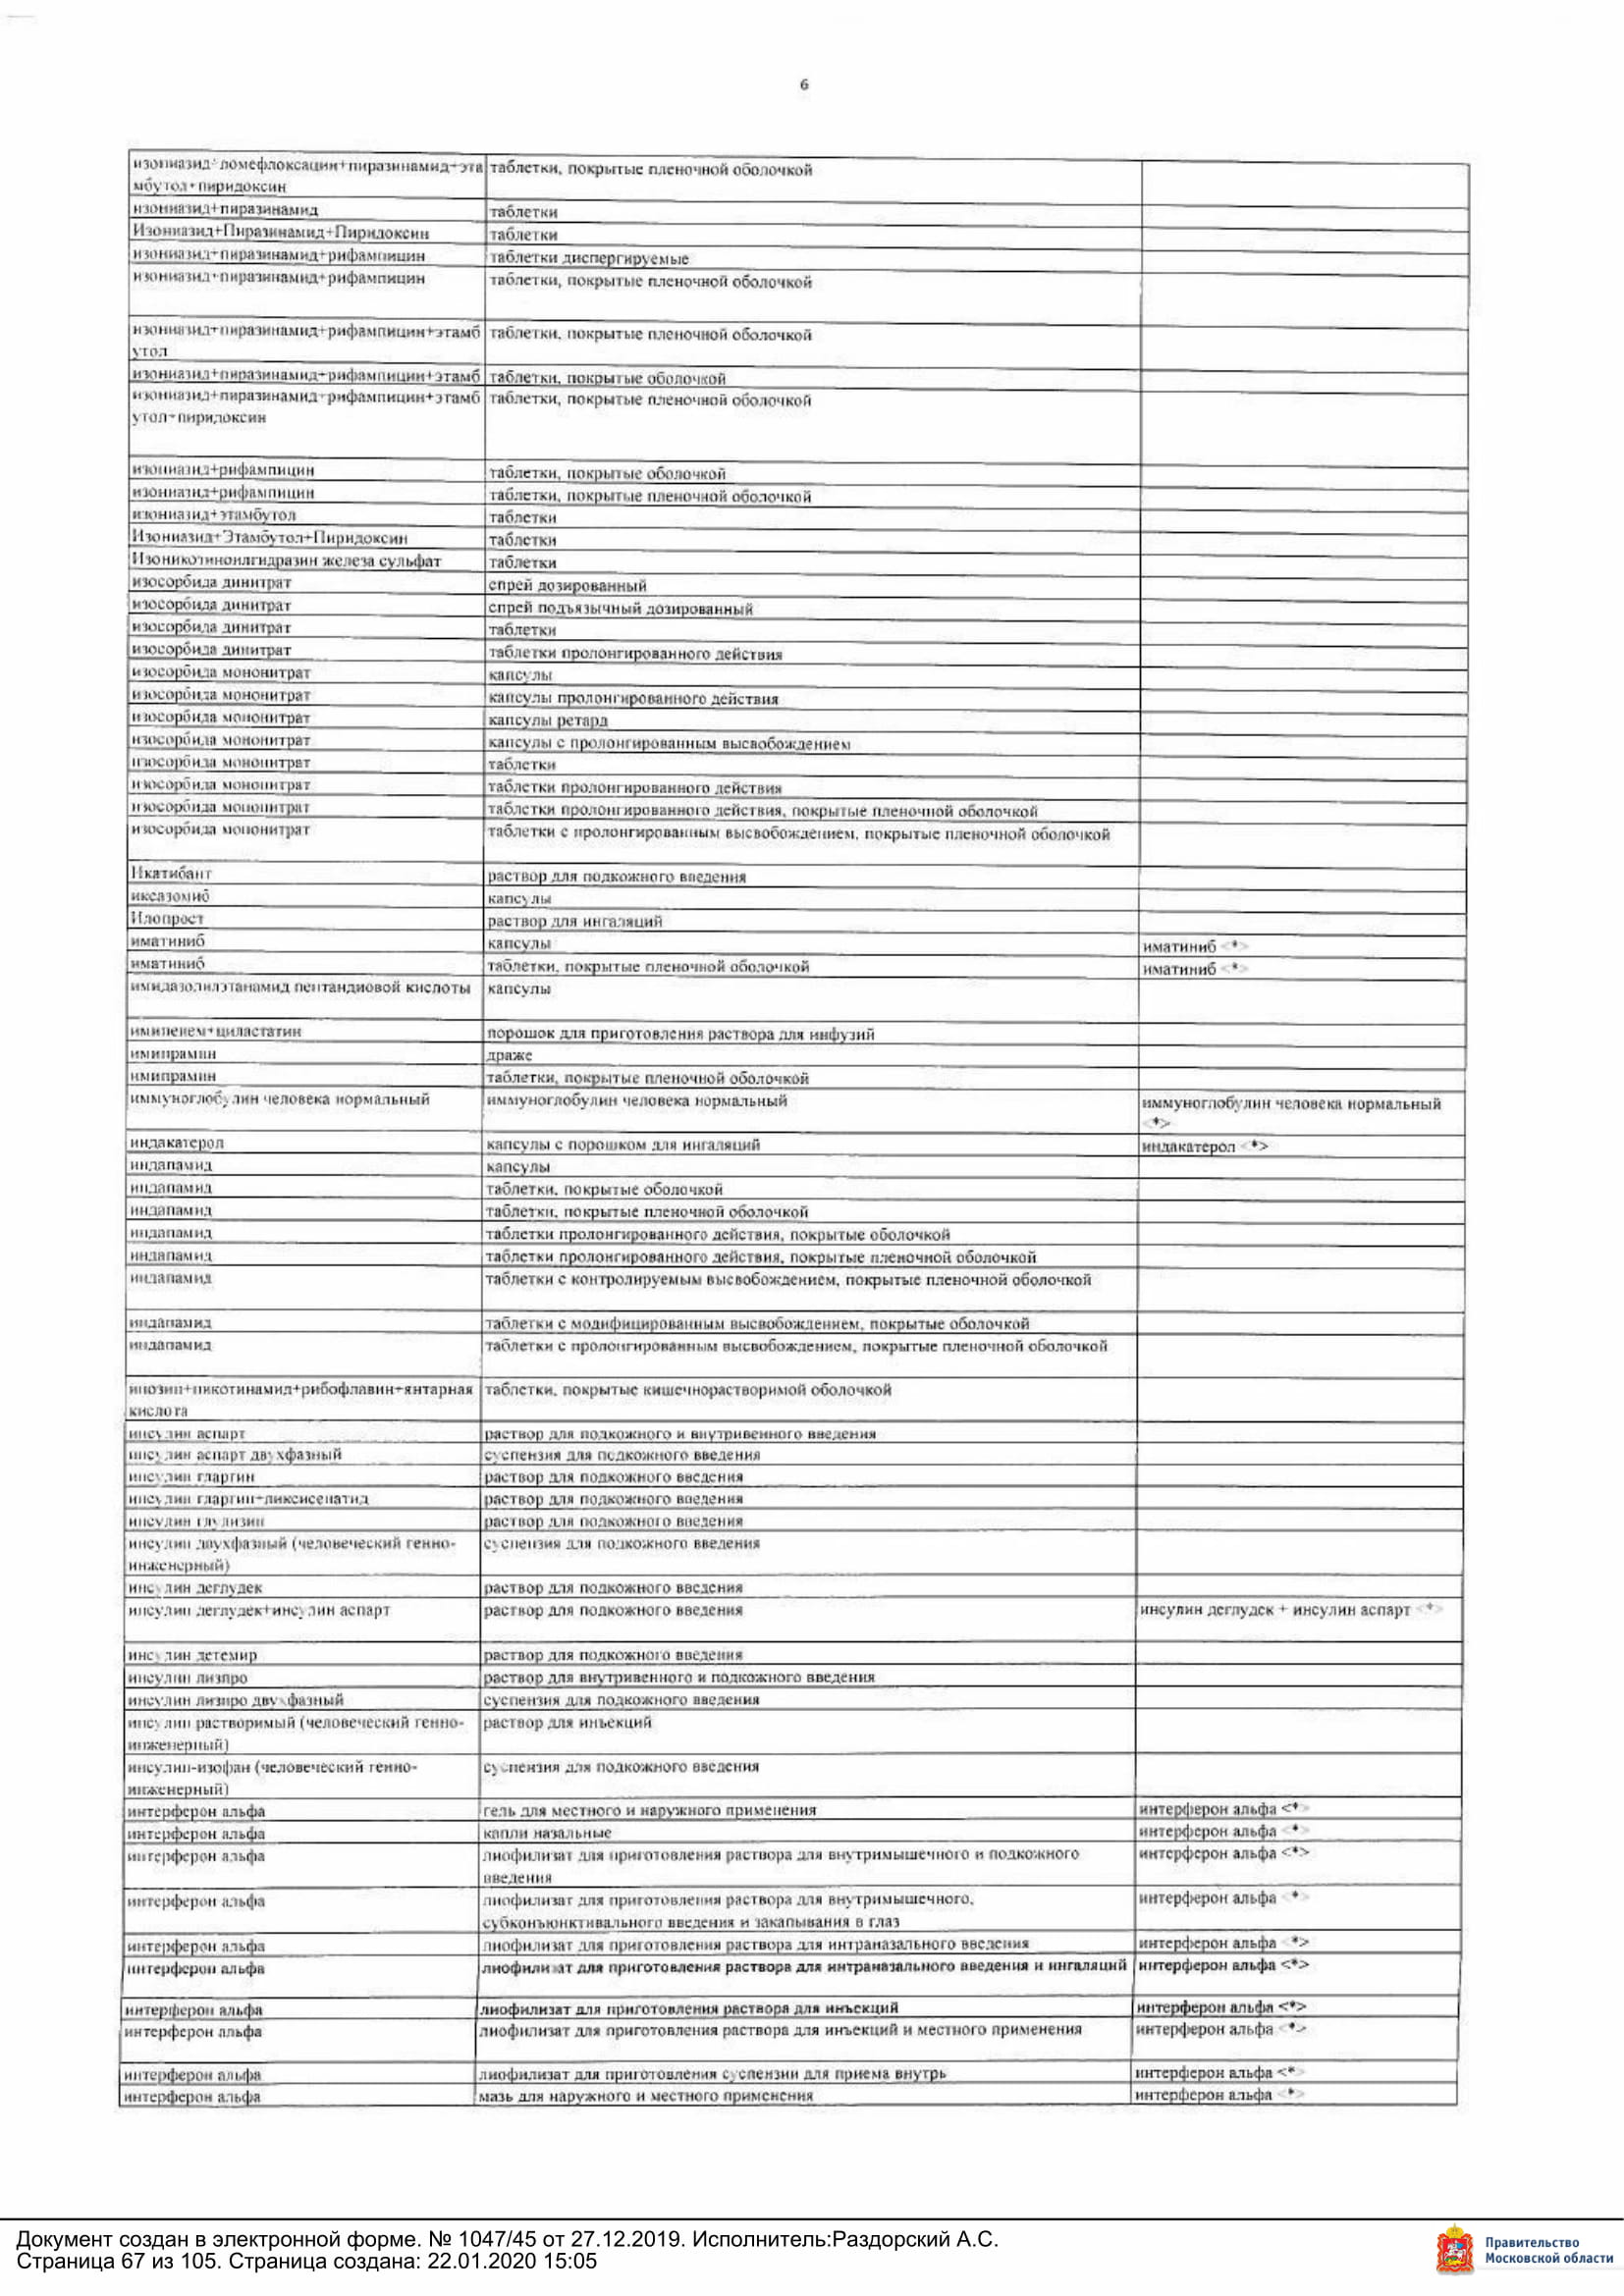 6
изониазид+ломефлоксацин+пиразинамид+эта таблетки, покрытые пленочной оболочкой
мбутол+пиридоксин
изониазид+пиразинамид таблетки
Изониазид+Пиразинамид+Пиридоксин таблетки
изониазид+пиразинамид+рифампицин таблетки диспергируемые
изониазид+пиразинамид+рифампицин таблетки, покрытые пленочной оболочкой
изониазид+пиразинамид+рифампицин+этамб таблетки, покрытые пленочной оболочкой
утол
изониазид+пиразинамид+рифампицин+этамб таблетки, покрытые оболочкой
изониазид+пиразинамид+рифампицин+этамб таблетки, покрытые пленочной оболочкой
утол+пиридоксин
изониазид+рифампицин таблетки, покрытые оболочкой
изониазид+рифампицин таблетки, покрытые пленочной оболочкой
изониазид+этамбутол таблетки
Изониазид+Этамбутол+Пиридоксин таблетки
Изоникотиноилгидразин железа сульфат таблетки
изосорбида динитрат спрей дозированный
изосорбида динитрат спрей подъязычный дозированный
изосорбида динитрат таблетки
изосорбида динитрат таблетки пролонгированного действия
изосорбида мононитрат капсулы
изосорбида мононитрат капсулы пролонгированного действия
изосорбида мононитрат капсулы ретард
изосорбида мононитрат капсулы с пролонгированным высвобождением
изосорбида мононитрат таблетки
изосорбида мононитрат таблетки пролонгированного действия
изосорбида мононитрат таблетки пролонгированного действия, покрытые пленочной оболочкой
изосорбида мононитрат таблетки с пролонгированным высвобождением, покрытые пленочной оболочкой
Икатибант раствор для подкожного введения
иксазомиб капсулы
Илопрост раствор для ингаляций
иматиниб капсулы иматиниб <*>
иматиниб таблетки, покрытые пленочной оболочкой иматиниб <*>
имидазолилэтанамид пентандиовой кислоты капсулы
имипенем+циластатин порошок для приготовления раствора для инфузий
имипрамин драже
имипрамин таблетки, покрытые пленочной оболочкой
иммуноглобулин человека нормальный иммуноглобулин человека нормальный иммуноглобулин человека нормальный
<*>
индакатерол капсулы с порошком для ингаляций индакатерол <*>
индапамид капсулы
индапамид таблетки, покрытые оболочкой
индапамид таблетки, покрытые пленочной оболочкой
индапамид таблетки пролонгированного действия, покрытые оболочкой
индапамид таблетки пролонгированного действия, покрытые пленочной оболочкой
индапамид таблетки с контролируемым высвобождением, покрытые пленочной оболочкой
индапамид таблетки с модифицированным высвобождением, покрытые оболочкой
индапамид таблетки с пролонгированным высвобождением, покрытые пленочной оболочкой
инозин+никотинамид+рибофлавин+янтарная таблетки, покрытые кишечнорастворимой оболочкой
кислота
инсулин аспарт раствор для подкожного и внутривенного введения
инсулин аспарт двухфазный суспензия для подкожного введения
инсулин гларгин раствор для подкожного введения
инсулин гларгин+ликсисенатид раствор для подкожного введения
инсулин глулизин раствор для подкожного введения
инсулин двухфазный (человеческий генно- суспензия для подкожного введения
инженерный)
инсулин деглудек раствор для подкожного введения
инсулин деглудек+инсулин аспарт раствор для подкожного введения инсулин деглудек + инсулин аспарт <*>
инсулин детемир раствор для подкожного введения
инсулин лизпро раствор для внутривенного и подкожного введения
инсулин лизпро двухфазный суспензия для подкожного введения
инсулин растворимый (человеческий генно- раствор для инъекций
инженерный)
инсулин-изофан (человеческий генно- суспензия для подкожного введения
инженерный)
интерферон альфа гель для местного и наружного применения интерферон альфа <*>
интерферон альфа капли назальные интерферон альфа <*>
интерферон альфа лиофилизат для приготовления раствора для внутримышечного и подкожного интерферон альфа <*>
введения
интерферон альфа лиофилизат для приготовления раствора для внутримышечного, интерферон альфа <*>
субконъюнктивального введения и закапывания в глаз
интерферон альфа лиофилизат для приготовления раствора для интраназального введения интерферон альфа <*>
интерферон альфа лиофилизат для приготовления раствора для интраназального введения и ингаляций интерферон альфа <*>
интерферон альфа лиофилизат для приготовления раствора для инъекций интерферон альфа <*>
интерферон альфа лиофилизат для приготовления раствора для инъекций и местного применения интерферон альфа <*>
интерферон альфа лиофилизат для приготовления суспензии для приема внутрь интерферон альфа <*>
интерферон альфа мазь для наружного и местного применения интерферон альфа <*>
Документ создан в электронной форме. № 1047/45 от 27.12.2019. Исполнитель:Раздорский А.С.
Страница 67 из 105. Страница создана: 22.01.2020 15:05
Правительство
Московской области